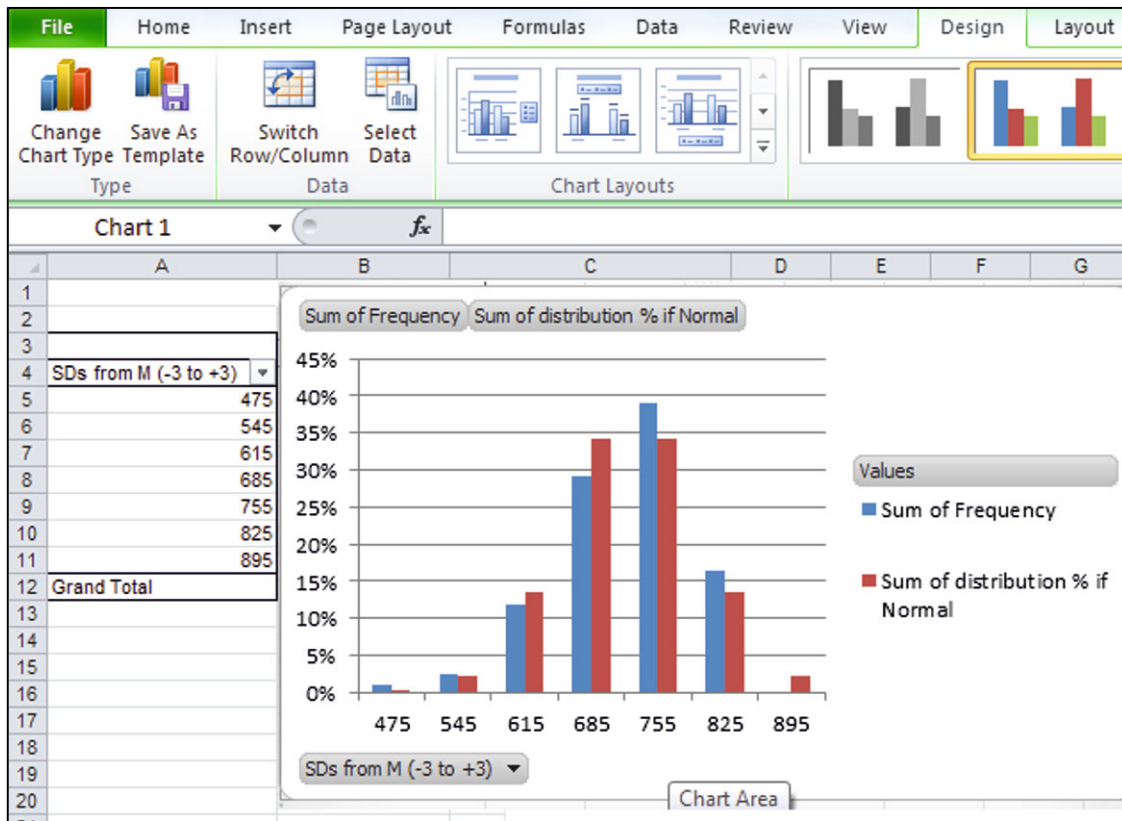 File Home Insert Page Layout Formulas Data Review View Design Layout
Change Chart Type
Save As Template
Switch Row/Column
Select Data
Type Data Chart Layouts
Chart 1 fx
A B C D E F G
1
2
3
4 SDs from M (-3 to +3)
5 475
6 545
7 615
8 685
9 755
10 825
11 895
12 Grand Total
13
14
15
16
17
18
19
20
Sum of Frequency Sum of distribution % if Normal
45%
40%
35%
30%
25%
20%
15%
10%
5%
0%
475 545 615 685 755 825 895
SDs from M (-3 to +3)
Values
Sum of Frequency
Sum of distribution % if
Normal
Chart Area